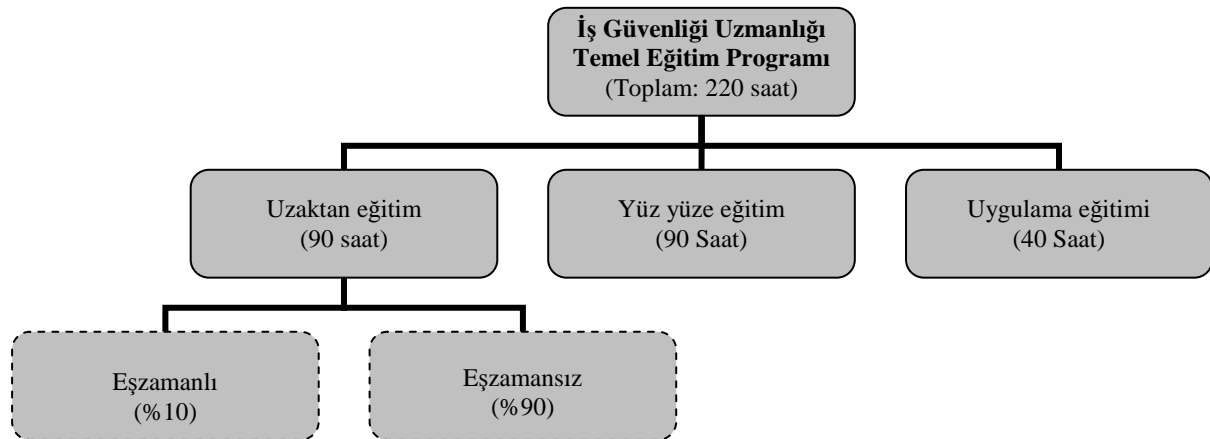 İş Güvenliği Uzmanlığı
Temel Eğitim Programı
(Toplam: 220 saat)
Uzaktan eğitim
(90 saat)
Yüz yüze eğitim
(90 Saat)
Uygulama eğitimi
(40 Saat)
Eşzamanlı
(%10)
Eşzamansız
(%90)